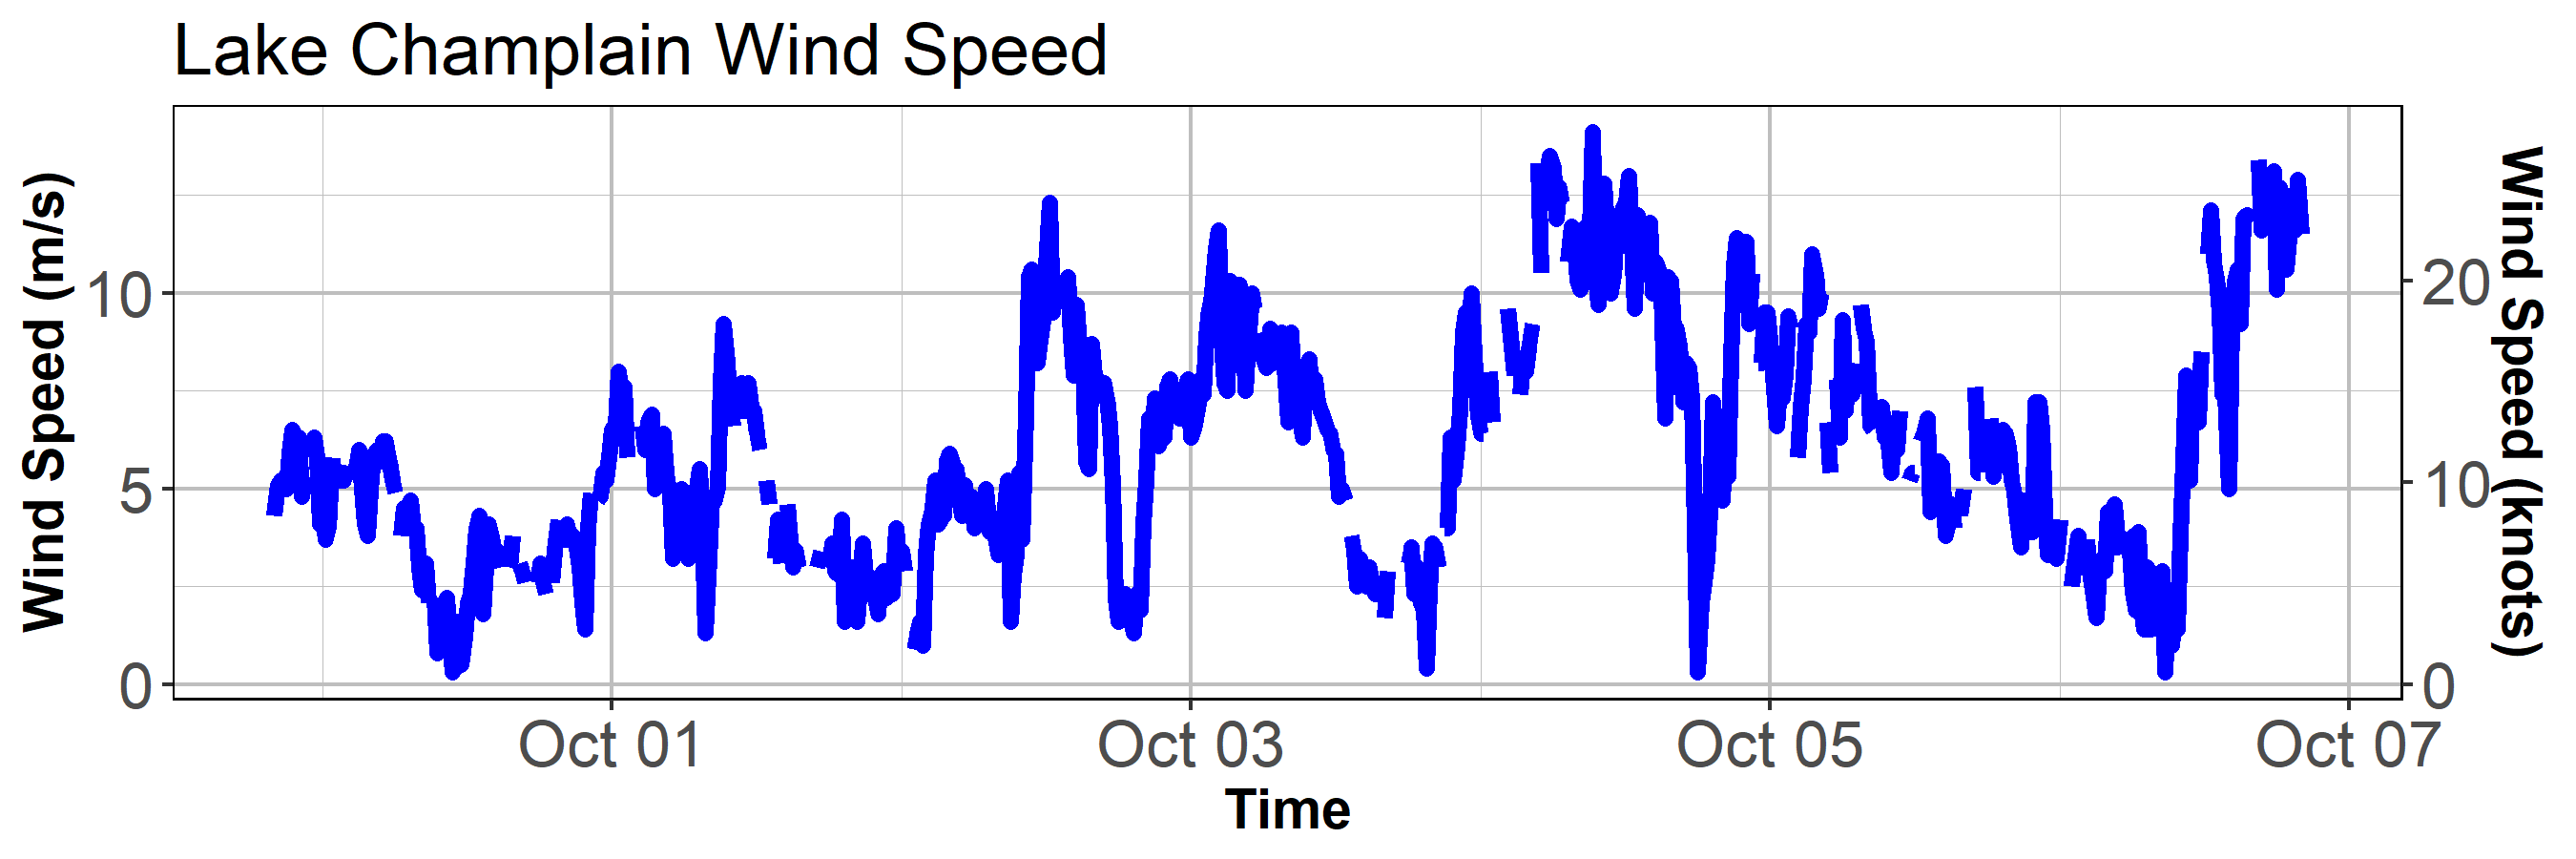 Lake Champlain Wind Speed
Wind Speed (m/s)
10
5
0
20
10
0
Wind Speed (knots)
Oct 01
Oct 03
Oct 05
Oct 07
Time